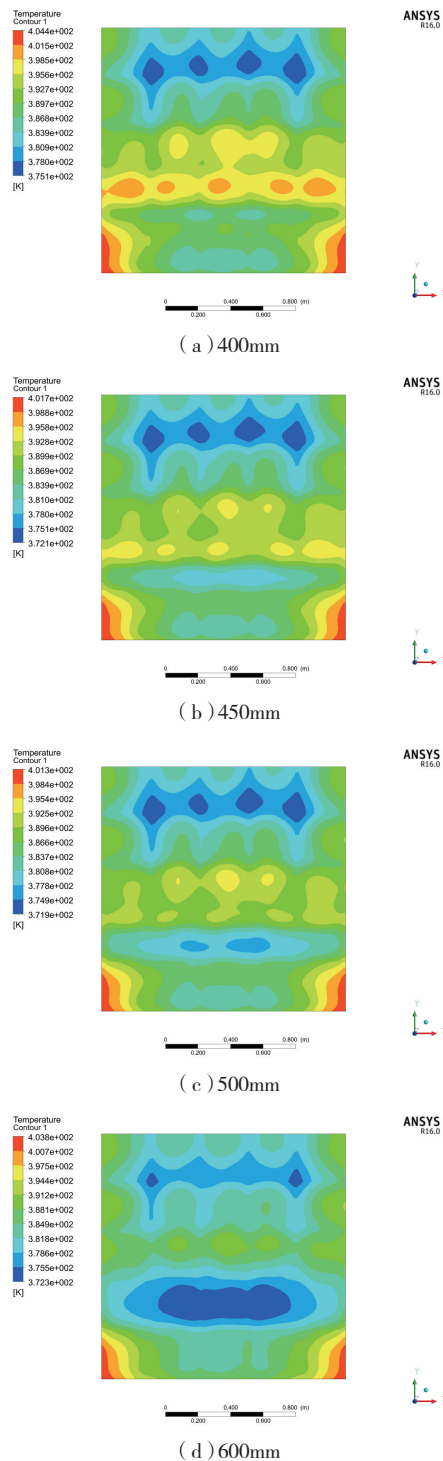 Temperature
Contour 1
4.044e+002
4.015e+002
3.985e+002
3.956e+002
3.927e+002
3.897e+002
3.868e+002
3.839e+002
3.809e+002
3.780e+002
3.751e+002
[K]
ANSYS
R16.0
0 0.400 0.800 (m)
0.200 0.600
Y
(a)400mm
Temperature
Contour 1
4.017e+002
3.988e+002
3.958e+002
3.928e+002
3.899e+002
3.869e+002
3.839e+002
3.810e+002
3.780e+002
3.751e+002
3.721e+002
[K]
ANSYS
R16.0
0 0.400 0.800 (m)
0.200 0.600
Y
(b)450mm
Temperature
Contour 1
4.013e+002
3.984e+002
3.954e+002
3.925e+002
3.896e+002
3.866e+002
3.837e+002
3.808e+002
3.778e+002
3.749e+002
3.719e+002
[K]
ANSYS
R16.0
0 0.400 0.800 (m)
0.200 0.600
Y
(c)500mm
Temperature
Contour 1
4.038e+002
4.007e+002
3.975e+002
3.944e+002
3.912e+002
3.881e+002
3.849e+002
3.818e+002
3.786e+002
3.755e+002
3.723e+002
[K]
ANSYS
R16.0
0 0.400 0.800 (m)
0.200 0.600
Y
(d)600mm